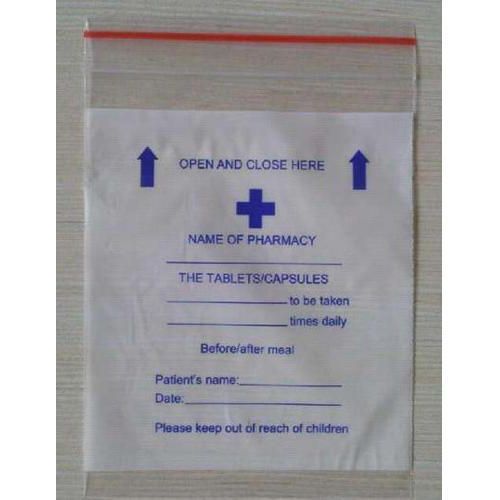 OPEN AND CLOSE HERE
NAME OF PHARMACY
THE TABLETS/CAPSULES
to be taken
times daily
Before/after meal
Patient's name:
Date:
Please keep out of reach of children